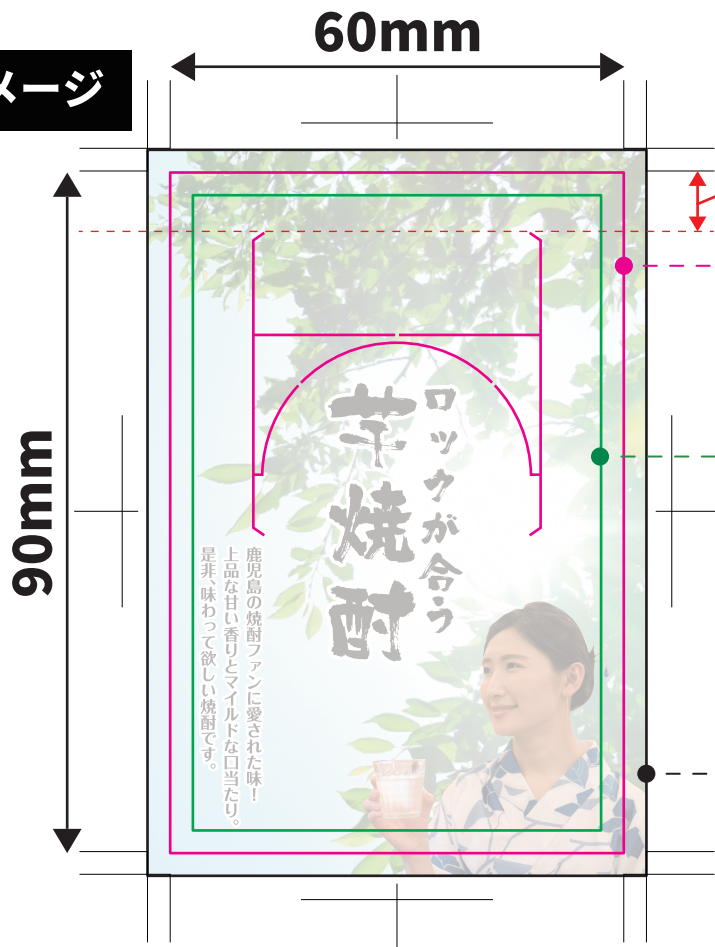 60mm
メージ
90mm
ロックが合う
芋焼酎
鹿児島の焼酎ファンに愛された味！
上品な甘い香りとマイルドな口当たり。
是非、味わって欲しい焼酎です。